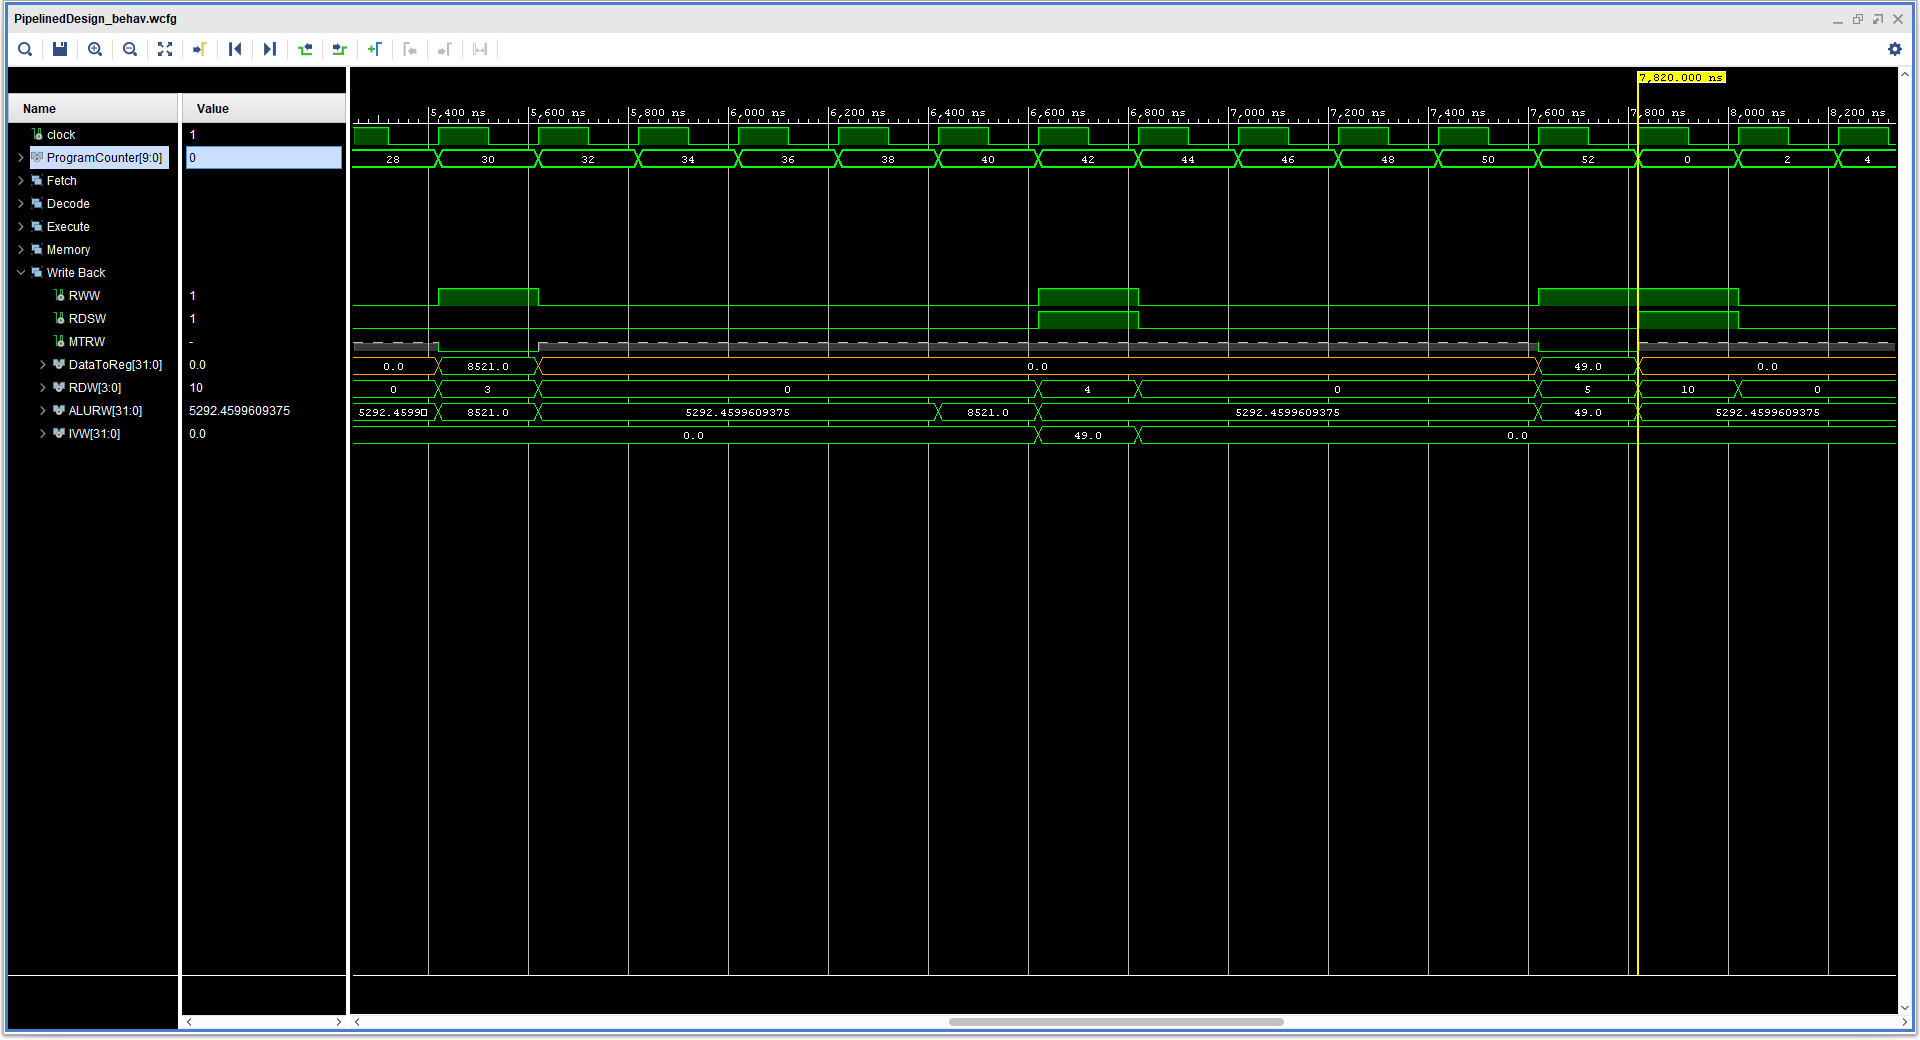 PipelinedDesign_behav.wcfg
7,820.000 ns
Name Value
5,400 ns 5,600 ns 5,800 ns 6,000 ns 6,200 ns 6,400 ns 6,600 ns 6,800 ns 7,000 ns 7,200 ns 7,400 ns 7,600 ns 7,800 ns 8,000 ns 8,200 ns
clock 1
ProgramCounter[9:0] 0 28 30 32 34 36 38 40 42 44 46 48 50 52 0 2 4
Fetch
Decode
Execute
Memory
Write Back
RWW 1
RDSW 1
MTRW -
DataToReg[31:0] 0.0 0.0 8521.0 0.0 49.0 0.0
RDW[3:0] 10 0 3 0 4 0 5 10 0
ALURW[31:0] 5292.4599609375 5292.4599 8521.0 5292.4599609375 8521.0 5292.4599609375 49.0 5292.4599609375
IVW[31:0] 0.0 0.0 49.0 0.0